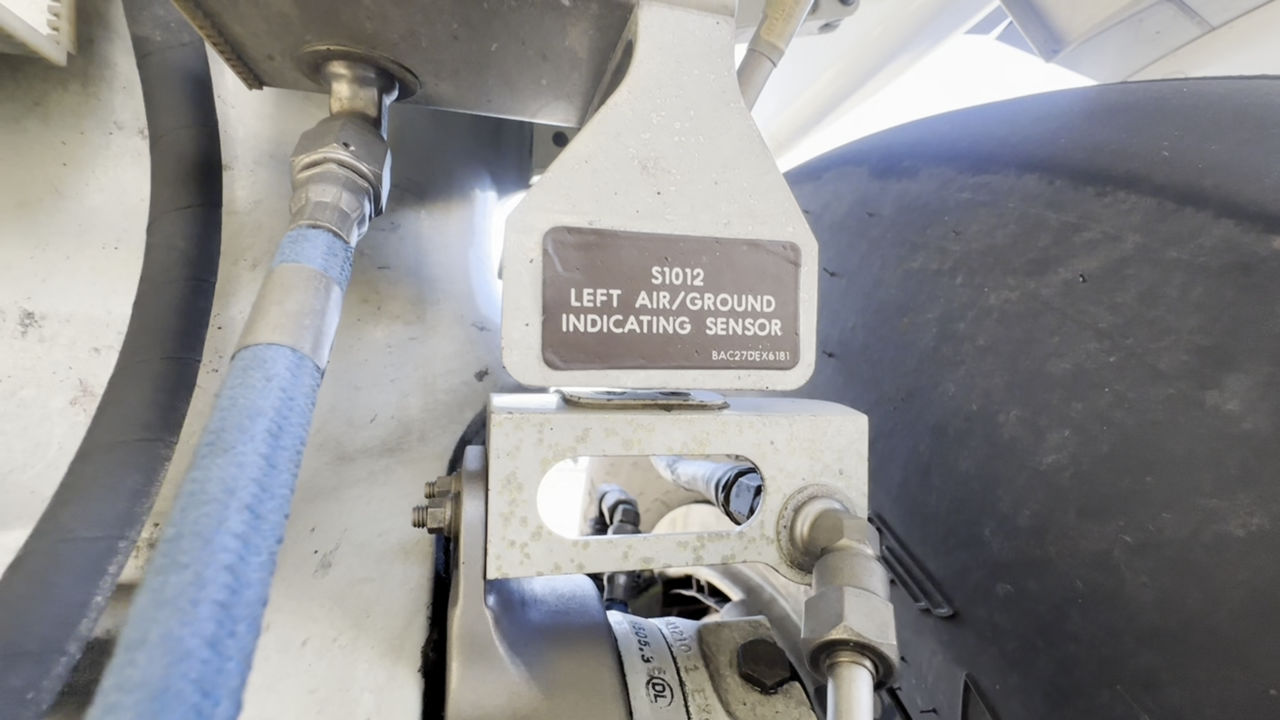 S1012
LEFT AIR/GROUND
INDICATING SENSOR
BAC27DEX6181